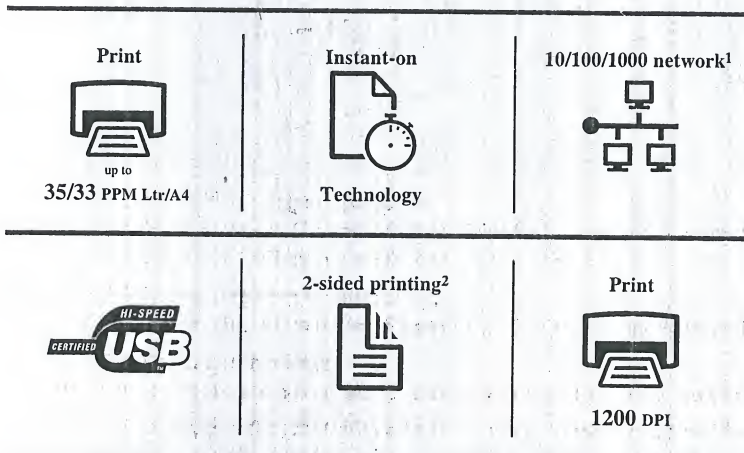 Print
up to
35/33 PPM Ltr/A4
Instant-on
Technology
10/100/1000 network¹
HI-SPEED
CERTIFIED
USB
TM
2-sided printing²
Print
1200 DPI